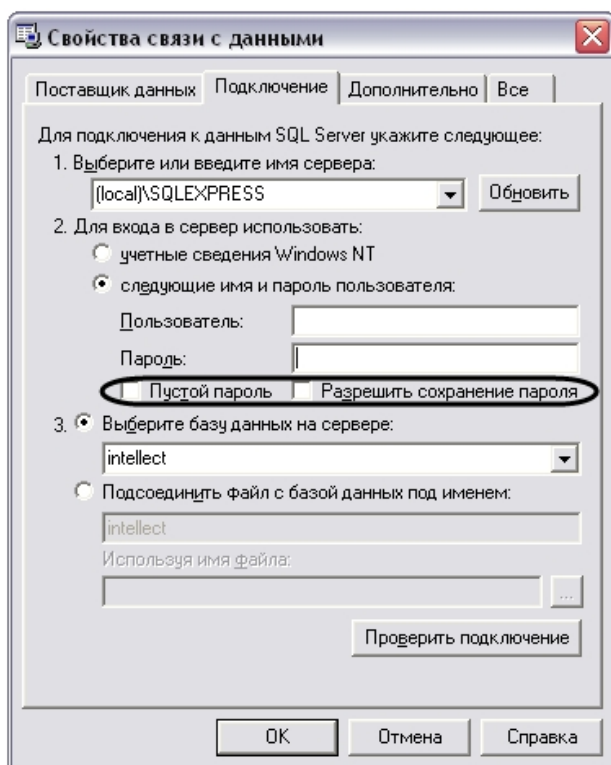 Свойства связи с данными
Поставщик данных Подключение Дополнительно Все
Для подключения к данным SQL Server укажите следующее:
1. Выберите или введите имя сервера:
(local)\SQLEXPRESS Обновить
2. Для входа в сервер использовать:
учетные сведения Windows NT
следующие имя и пароль пользователя:
Пользователь:
Пароль:
Пустой пароль Разрешить сохранение пароля
3. Выберите базу данных на сервере:
intellect
Подсоединить файл с базой данных под именем:
intellect
Используя имя файла:
...
Проверить подключение
OK Отмена Справка